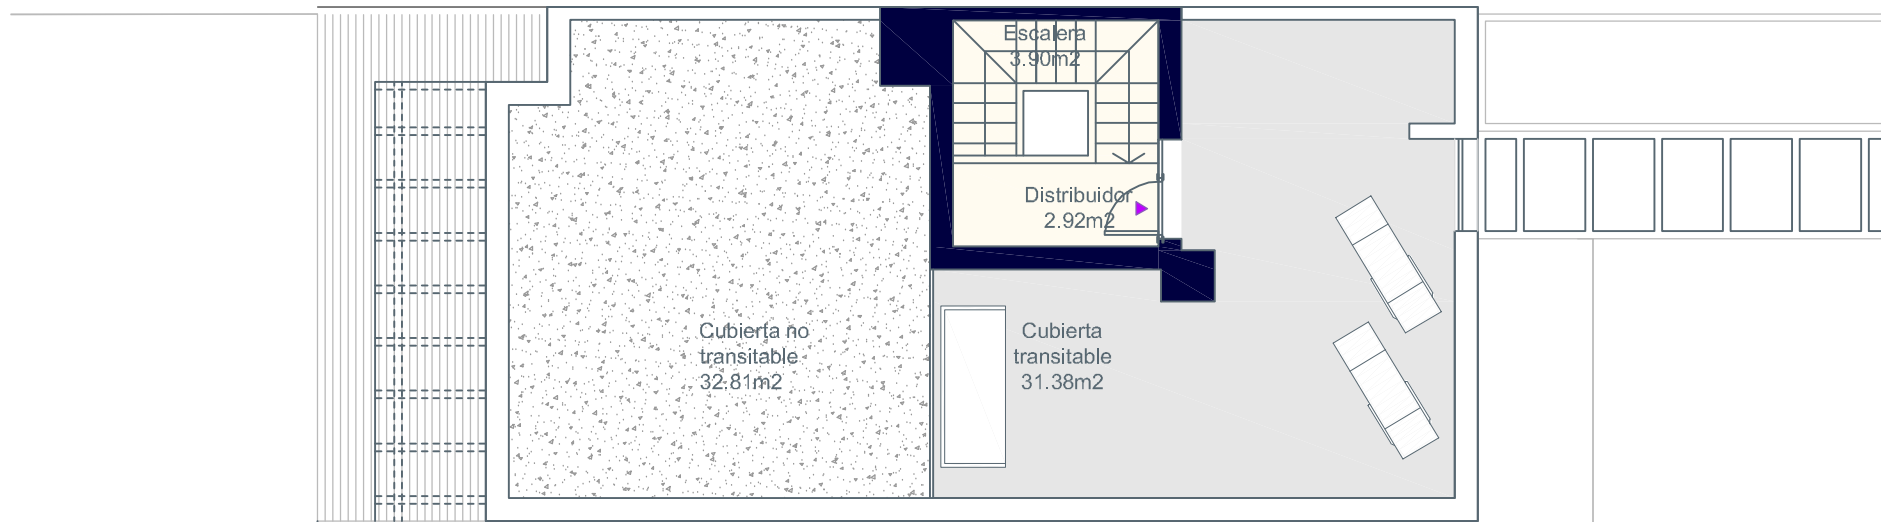 Escalera
3.90m2
Distribuidor
2.92m2
Cubierta no
transitable
32.81m2
Cubierta
transitable
31.38m2